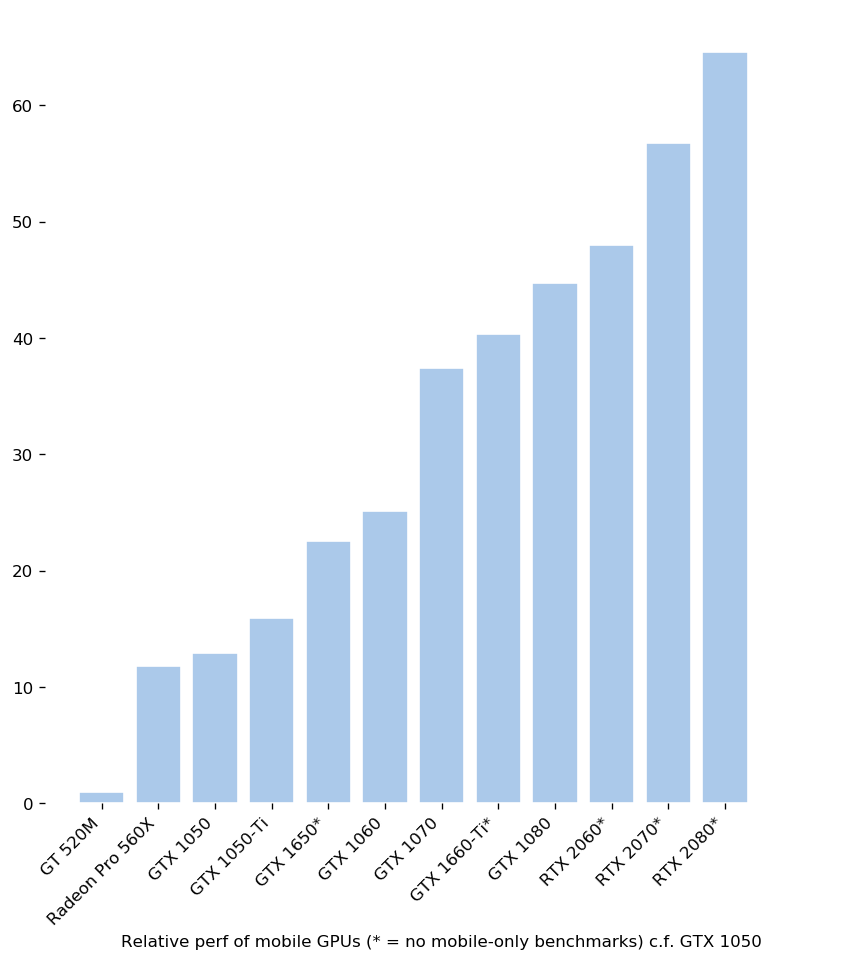 60
50
40
30
20
10
0
GT 520M
Radeon Pro 560X
GTX 1050
GTX 1050-Ti
GTX 1650*
GTX 1060
GTX 1070
GTX 1660-Ti*
GTX 1080
RTX 2060*
RTX 2070*
RTX 2080*
Relative perf of mobile GPUs (* = no mobile-only benchmarks) c.f. GTX 1050